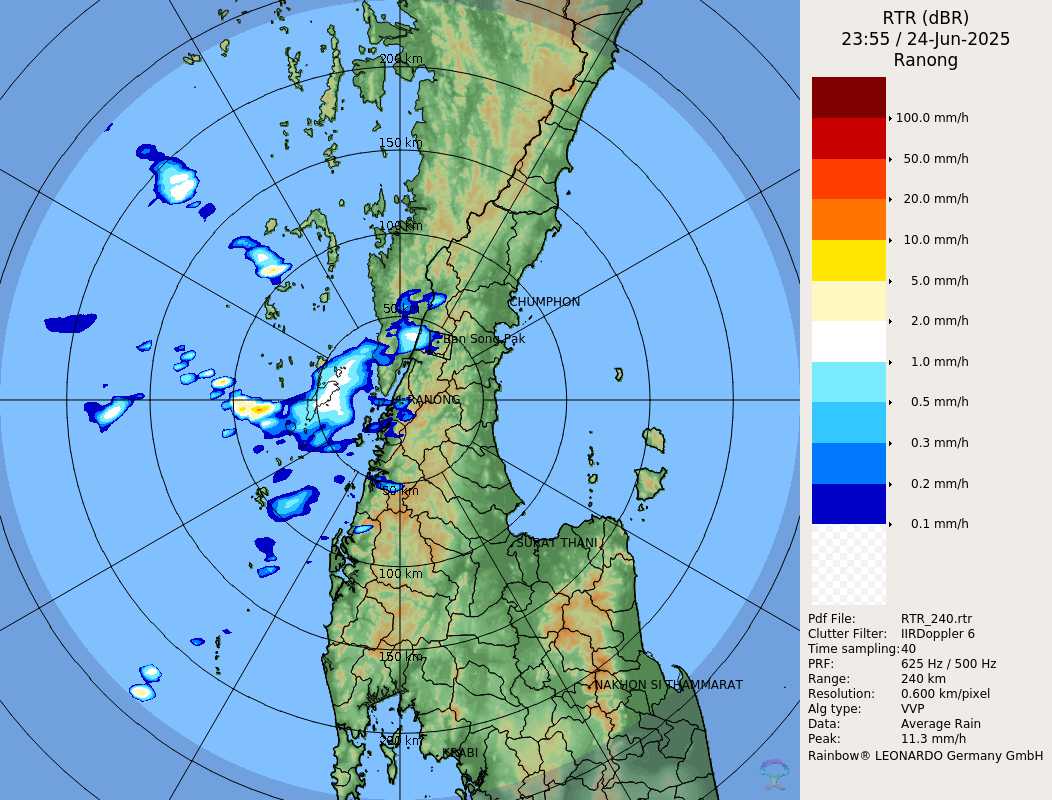 RTR (dBR)
23:55 / 24-Jun-2025
Ranong
100.0 mm/h
50.0 mm/h
20.0 mm/h
10.0 mm/h
5.0 mm/h
2.0 mm/h
1.0 mm/h
0.5 mm/h
0.3 mm/h
0.2 mm/h
0.1 mm/h
Pdf File: RTR_240.rtr
Clutter Filter: IIRDoppler 6
Time sampling:40
PRF: 625 Hz / 500 Hz
Range: 240 km
Resolution: 0.600 km/pixel
Alg type: VVP
Data: Average Rain
Peak: 11.3 mm/h
Rainbow® LEONARDO Germany GmbH
200 km
150 km
100 km
CHUMPHON
50 km
Ban Song Pak
RANONG
50 km
SURAT THANI
100 km
150 km
NAKHON SI THAMMARAT
200 km
KRABI